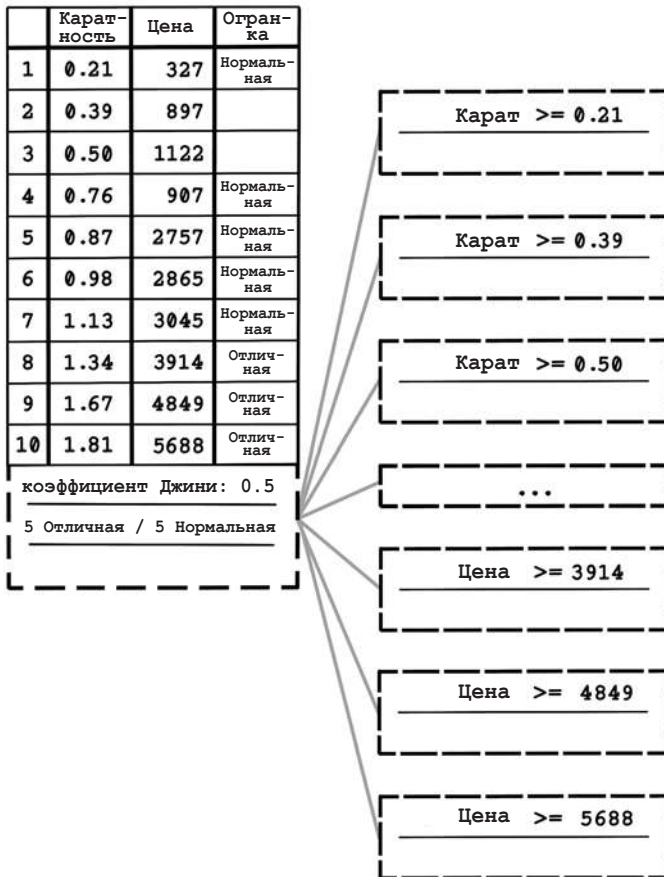 Карат-
ность Цена Огран-
ка
1 0.21 327 Нормаль-
ная
2 0.39 897
3 0.50 1122
4 0.76 907 Нормаль-
ная
5 0.87 2757 Нормаль-
ная
6 0.98 2865 Нормаль-
ная
7 1.13 3045 Нормаль-
ная
8 1.34 3914 Отлич-
ная
9 1.67 4849 Отлич-
ная
10 1.81 5688 Отлич-
ная
коэффициент Джини: 0.5
5 Отличная / 5 Нормальная
Карат >= 0.21
Карат >= 0.39
Карат >= 0.50
...
Цена >= 3914
Цена >= 4849
Цена >= 5688